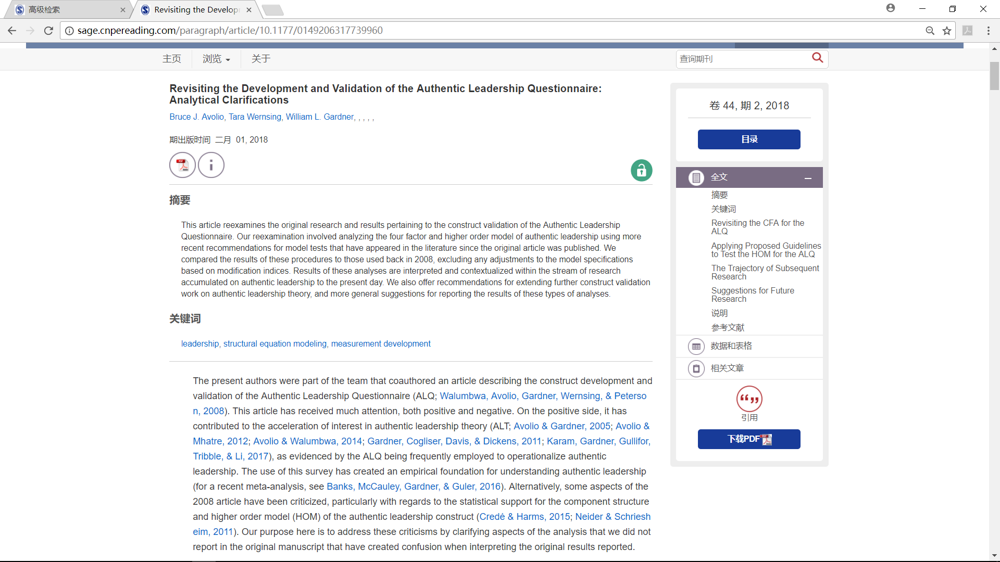 高级检索
Revisiting the Develop
sage.cnpereading.com/paragraph/article/10.1177/0149206317739960
主页
浏览
关于
查询期刊
Revisiting the Development and Validation of the Authentic Leadership Questionnaire:
Analytical Clarifications
Bruce J. Avolio, Tara Wernsing, William L. Gardner, , , , ,
期出版时间 二月 01, 2018
摘要
This article reexamines the original research and results pertaining to the construct validation of the Authentic Leadership
Questionnaire. Our reexamination involved analyzing the four factor and higher order model of authentic leadership using more
recent recommendations for model tests that have appeared in the literature since the original article was published. We
compared the results of these procedures to those used back in 2008, excluding any adjustments to the model specifications
based on modification indices. Results of these analyses are interpreted and contextualized within the stream of research
accumulated on authentic leadership to the present day. We also offer recommendations for extending further construct validation
work on authentic leadership theory, and more general suggestions for reporting the results of these types of analyses.
关键词
leadership, structural equation modeling, measurement development
The present authors were part of the team that coauthored an article describing the construct development and
validation of the Authentic Leadership Questionnaire (ALQ; Walumbwa, Avolio, Gardner, Wernsing, & Peterso
n, 2008). This article has received much attention, both positive and negative. On the positive side, it has
contributed to the acceleration of interest in authentic leadership theory (ALT; Avolio & Gardner, 2005; Avolio &
Mhatre, 2012; Avolio & Walumbwa, 2014; Gardner, Cogliser, Davis, & Dickens, 2011; Karam, Gardner, Gullifor,
Tribble, & Li, 2017), as evidenced by the ALQ being frequently employed to operationalize authentic
leadership. The use of this survey has created an empirical foundation for understanding authentic leadership
(for a recent meta-analysis, see Banks, McCauley, Gardner, & Guler, 2016). Alternatively, some aspects of the
2008 article have been criticized, particularly with regards to the statistical support for the component structure
and higher order model (HOM) of the authentic leadership construct (Credé & Harms, 2015; Neider & Schriesh
eim, 2011). Our purpose here is to address these criticisms by clarifying aspects of the analysis that we did not
report in the original manuscript that have created confusion when interpreting the original results reported.
卷 44, 期 2, 2018
目录
全文
摘要
关键词
Revisiting the CFA for the
ALQ
Applying Proposed Guidelines
to Test the HOM for the ALQ
The Trajectory of Subsequent
Research
Suggestions for Future
Research
说明
参考文献
数据和表格
相关文章
引用
下载PDF